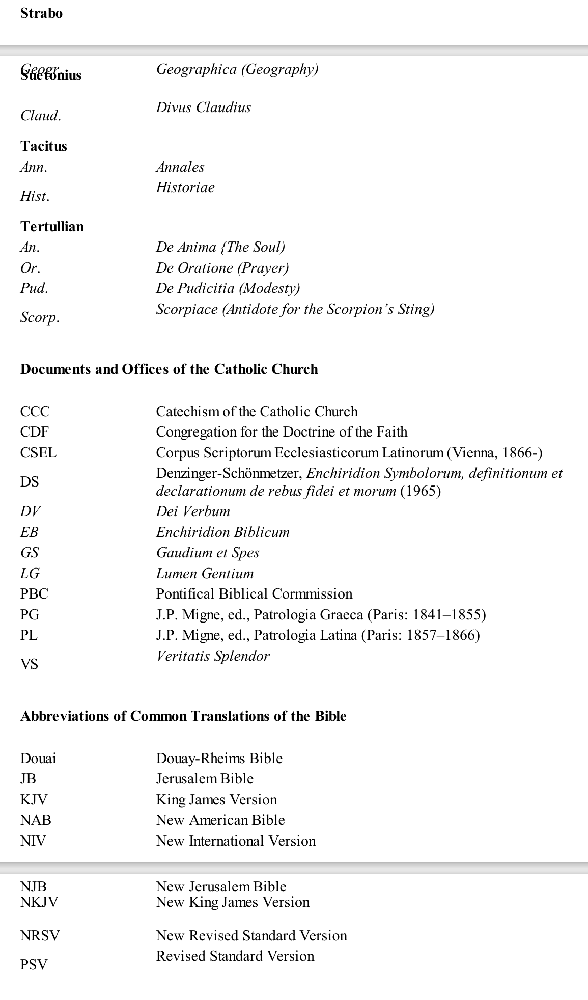 Strabo
Geogr. Geographica (Geography)
Suetonius
Claud. Divus Claudius
Tacitus
Ann. Annales
Hist. Historiae
Tertullian
An. De Anima {The Soul)
Or. De Oratione (Prayer)
Pud. De Pudicitia (Modesty)
Scorp. Scorpiace (Antidote for the Scorpion’s Sting)
Documents and Offices of the Catholic Church
CCC Catechism of the Catholic Church
CDF Congregation for the Doctrine of the Faith
CSEL Corpus Scriptorum Ecclesiasticorum Latinorum (Vienna, 1866-)
DS Denzinger-Schönmetzer, Enchiridion Symbolorum, definitionum et
declarationum de rebus fidei et morum (1965)
DV Dei Verbum
EB Enchiridion Biblicum
GS Gaudium et Spes
LG Lumen Gentium
PBC Pontifical Biblical Cormmission
PG J.P. Migne, ed., Patrologia Graeca (Paris: 1841–1855)
PL J.P. Migne, ed., Patrologia Latina (Paris: 1857–1866)
VS Veritatis Splendor
Abbreviations of Common Translations of the Bible
Douai Douay-Rheims Bible
JB Jerusalem Bible
KJV King James Version
NAB New American Bible
NIV New International Version
NJB New Jerusalem Bible
NKJV New King James Version
NRSV New Revised Standard Version
PSV Revised Standard Version